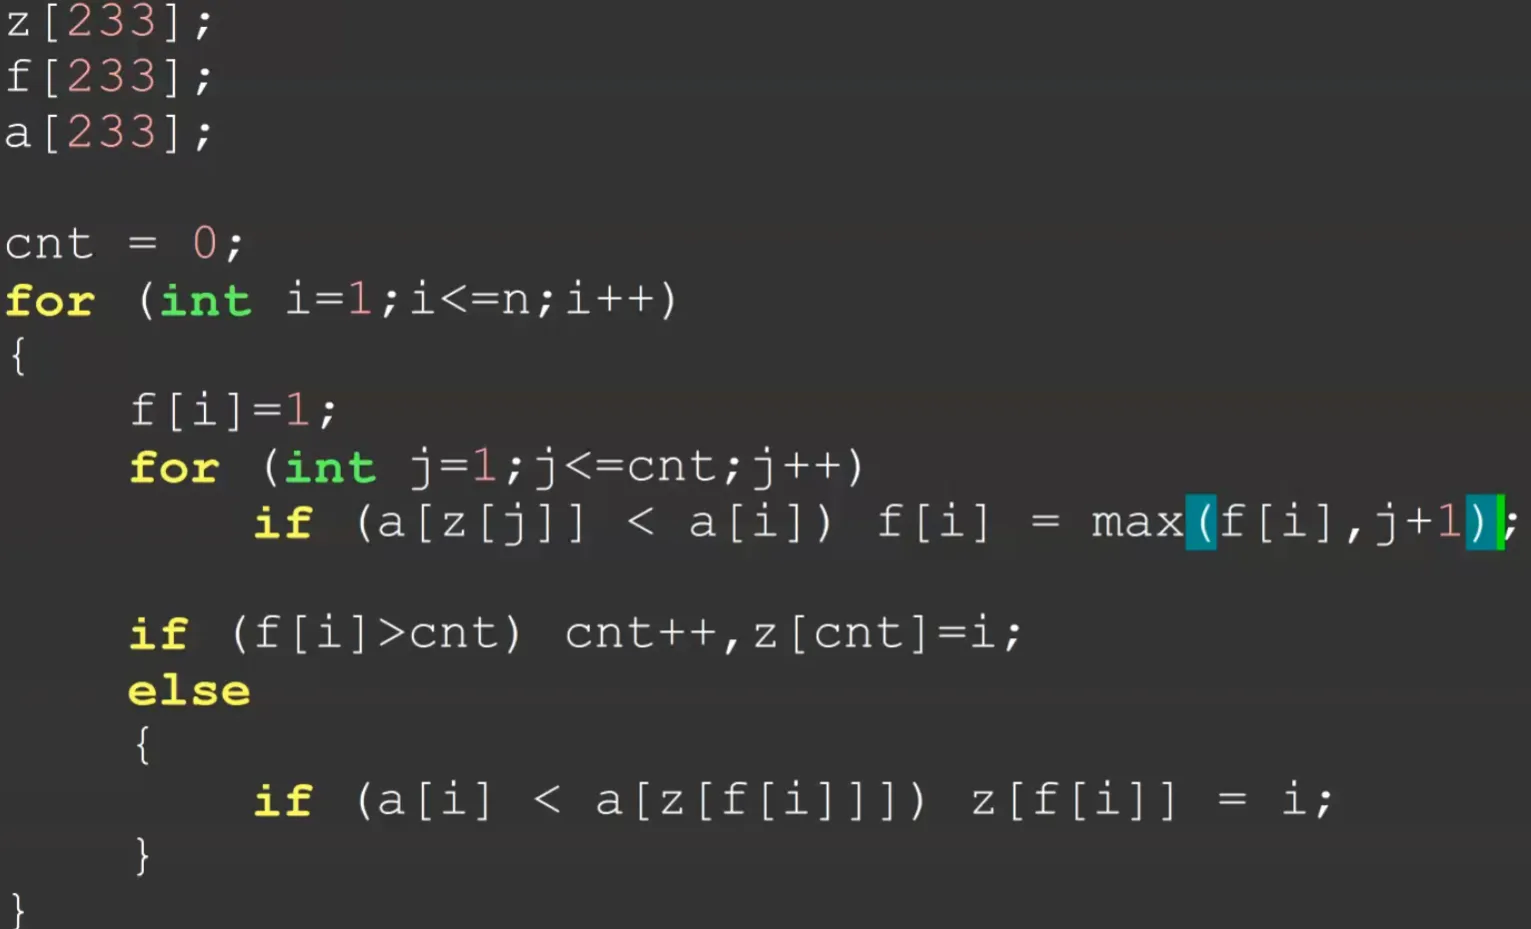 z[233];
f[233];
a[233];
cnt = 0;
for (int i=1;i<=n;i++)
{
f[i]=1;
for (int j=1;j<=cnt;j++)
if (a[z[j]] < a[i]) f[i] = max(f[i],j+1);
if (f[i]>cnt) cnt++,z[cnt]=i;
else
{
if (a[i] < a[z[f[i]]]) z[f[i]] = i;
}
}